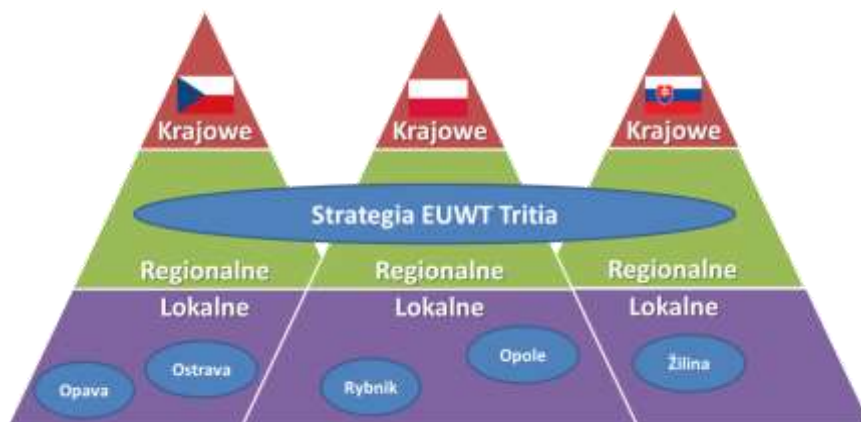 Krajowe Krajowe Krajowe
Strategia EUWT Tritia
Regionalne Regionalne Regionalne
Lokalne Lokalne Lokalne
Opava Ostrava Rybnik Opole Žilina